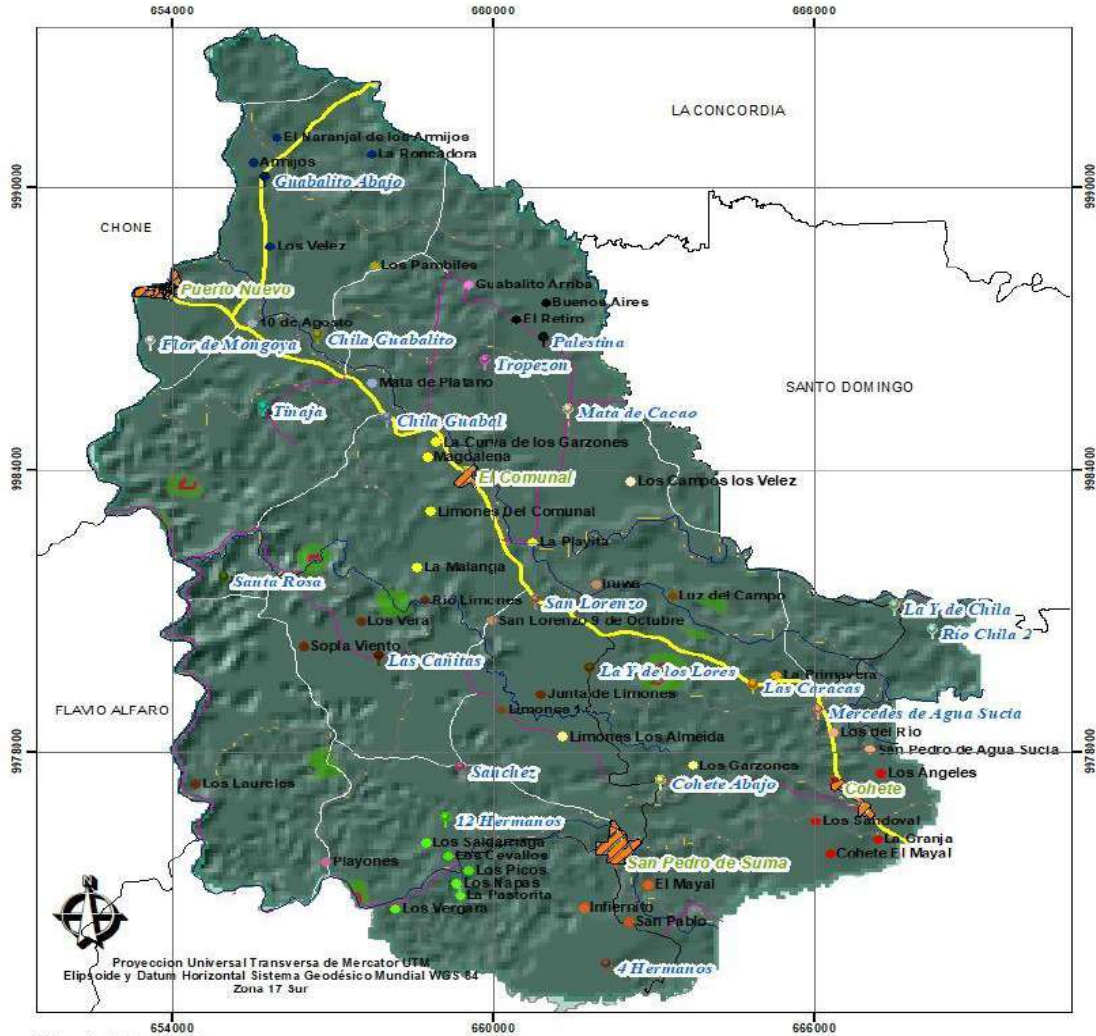 654000 660000 666000
LA CONCORDIA
El Naranjal de los Armijos
La Roncadora
Armijos
Guabalito Abajo
9990000 9990000
CHONE
Los Velez
Los Pambiles
Guabalito Arriba
Puerto Nuevo
Buenos Aires
El Retiro
10 de Agosto
Chila Guabalito
Palestina
Flor de Mongoya
Tropezon
Mata de Platano
SANTO DOMINGO
Tinaja
Chila Guabal
Mata de Cacao
La Curva de los Garzones
Magdalena
9984000 9984000
El Comunal
Los Campos los Velez
Limones Del Comunal
La Playita
La Malanga
Santa Rosa
Iruwa
Luz del Campo
Rio Limones
San Lorenzo
La Y de Chila
Los Vera
San Lorenzo 9 de Octubre
Río Chila 2
Sopla Viento
Las Cañitas
La Y de los Lores
La Primavera
Las Caracas
Junta de Limones
FLAVIO ALFARO
Limones 1
Mercedes de Agua Sucia
Los del Rio
Limones Los Almeida
San Pedro de Agua Sucia
9978000 9978000
Sanchez
Los Garzones
Los Angeles
Los Laureles
Cohete Abajo
Cohete
12 Hermanos
Los Sandoval
Los Saldarriaga
La Granja
Los Cevallos
Cohete El Mayal
Playones
San Pedro de Suma
Los Picos
Los Napas
El Mayal
La Pastorita
Los Vergara
Infiernito
San Pablo
N
4 Hermanos
Proyeccion Universal Transversa de Mercator UTM
Elipsoide y Datum Horizontal Sistema Geodésico Mundial WGS 84
Zona 17 Sur
654000 660000 666000